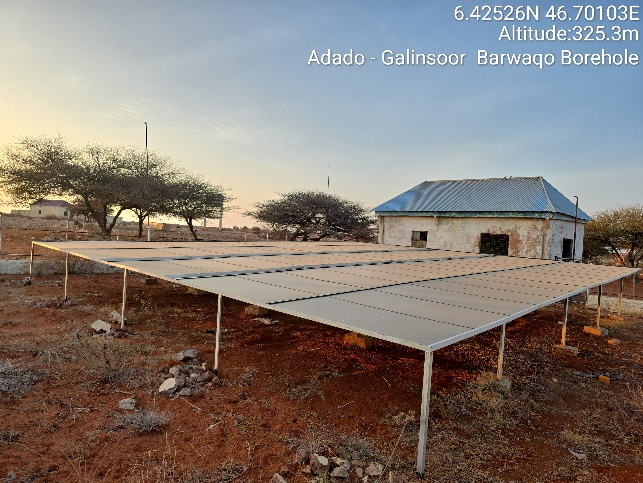 6.42526N 46.70103E
Altitude:325.3m
Adado - Galinsoor Barwaqo Borehole